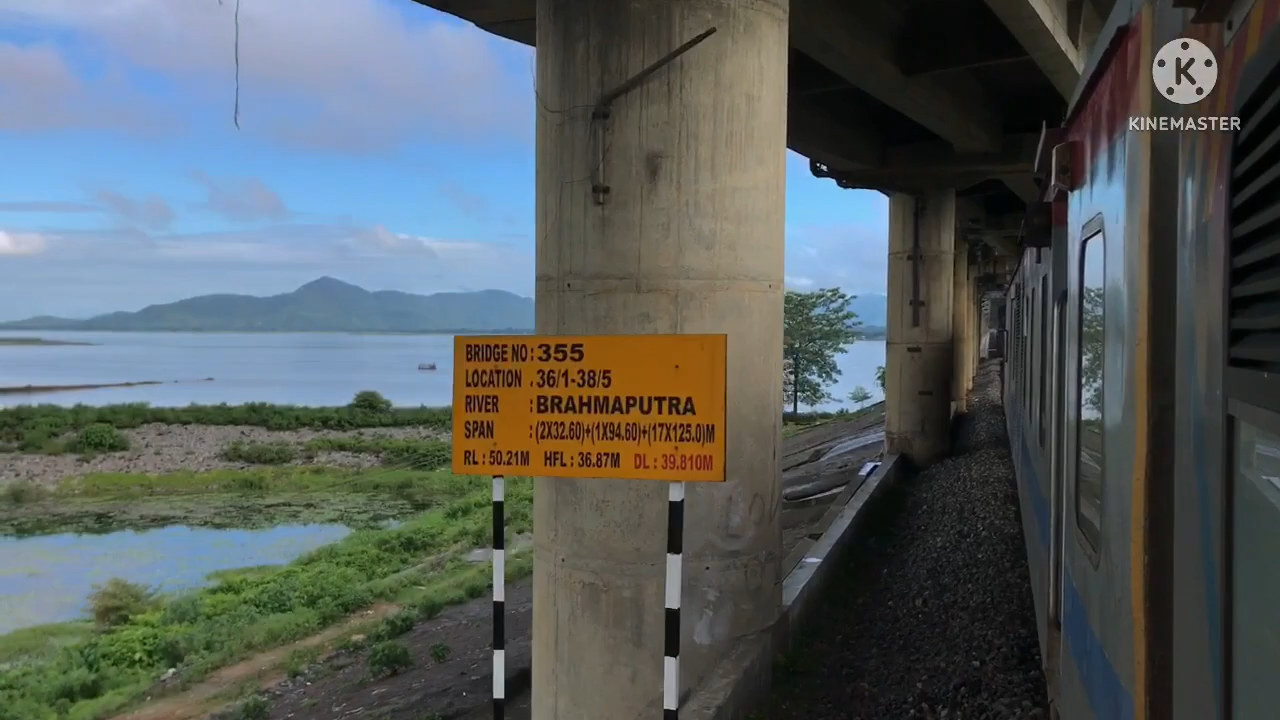 K
KINEMASTER
BRIDGE NO : 355
LOCATION : 36/1-38/5
RIVER : BRAHMAPUTRA
SPAN : (2X32.60)+(1X94.60)+(17X125.0)M
RL : 50.21M HFL : 36.87M DL : 39.810M